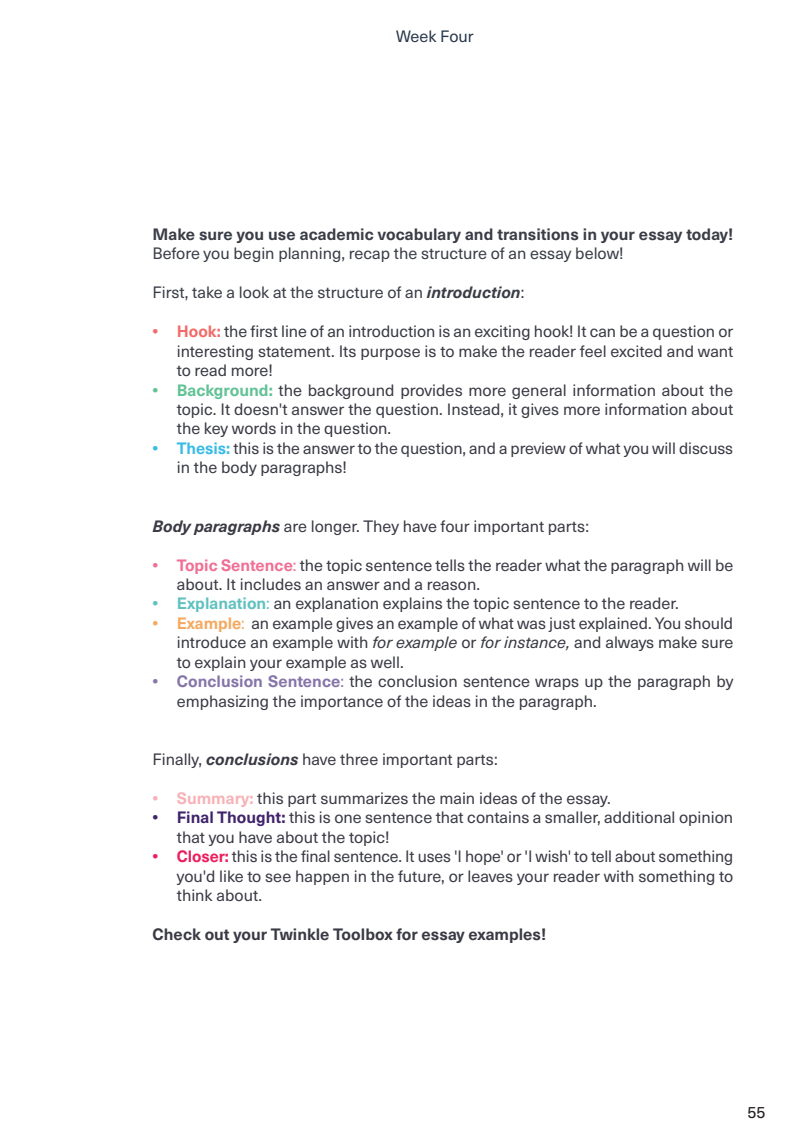 Week Four
Make sure you use academic vocabulary and transitions in your essay today!
Before you begin planning, recap the structure of an essay below!
First, take a look at the structure of an introduction:
• Hook: the first line of an introduction is an exciting hook! It can be a question or
interesting statement. Its purpose is to make the reader feel excited and want
to read more!
• Background: the background provides more general information about the
topic. It doesn't answer the question. Instead, it gives more information about
the key words in the question.
• Thesis: this is the answer to the question, and a preview of what you will discuss
in the body paragraphs!
Body paragraphs are longer. They have four important parts:
• Topic Sentence: the topic sentence tells the reader what the paragraph will be
about. It includes an answer and a reason.
• Explanation: an explanation explains the topic sentence to the reader.
• Example: an example gives an example of what was just explained. You should
introduce an example with for example or for instance, and always make sure
to explain your example as well.
• Conclusion Sentence: the conclusion sentence wraps up the paragraph by
emphasizing the importance of the ideas in the paragraph.
Finally, conclusions have three important parts:
• Summary: this part summarizes the main ideas of the essay.
• Final Thought: this is one sentence that contains a smaller, additional opinion
that you have about the topic!
• Closer: this is the final sentence. It uses 'I hope' or 'I wish' to tell about something
you'd like to see happen in the future, or leaves your reader with something to
think about.
Check out your Twinkle Toolbox for essay examples!
55